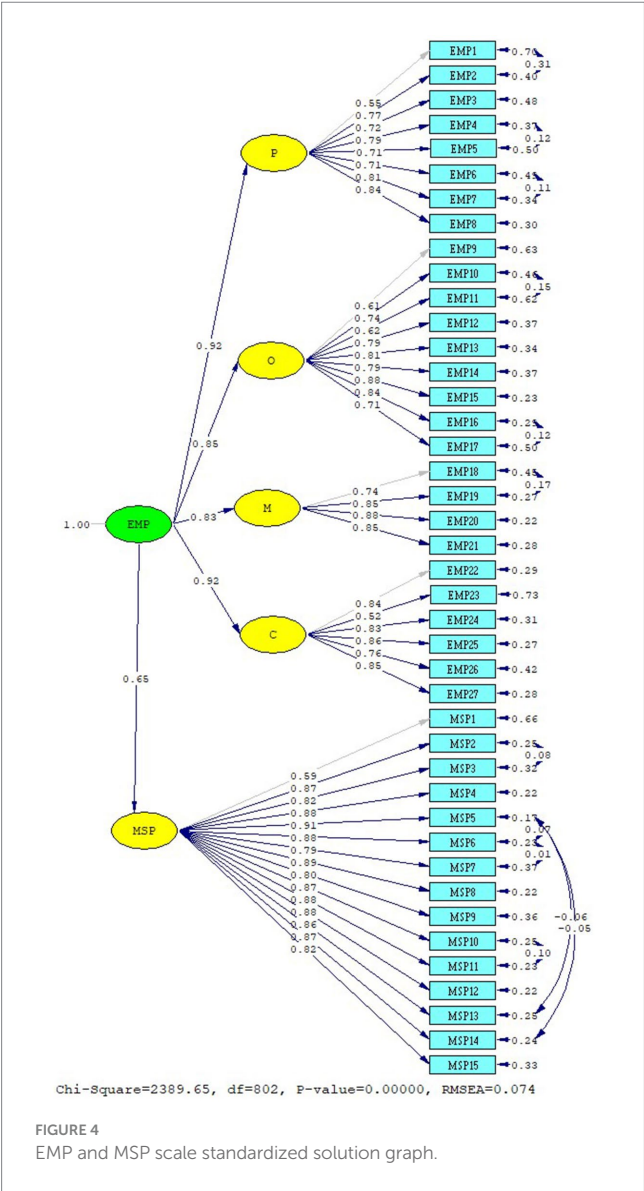 EMP1 0.70
0.31
EMP2 0.40
EMP3 0.48
EMP4 0.37
0.12
EMP5 0.50
EMP6 0.49
0.11
EMP7 0.34
EMP8 0.30
0.55
0.77
0.72
0.79
0.71
0.71
0.81
0.84
P
EMP9 0.63
EMP10 0.46
0.15
EMP11 0.62
EMP12 0.37
EMP13 0.34
EMP14 0.37
EMP15 0.23
EMP16 0.29
0.12
EMP17 0.50
0.61
0.74
0.62
0.79
0.81
0.79
0.88
0.84
0.71
0.92
O
0.85
EMP18 0.45
0.17
EMP19 0.27
EMP20 0.22
EMP21 0.28
0.74
0.85
0.88
0.85
M
1.00 EMP 0.83
0.92
EMP22 0.29
EMP23 0.73
EMP24 0.31
EMP25 0.27
EMP26 0.42
EMP27 0.28
0.84
0.52
0.83
0.86
0.76
0.85
C
0.65
MSP1 0.66
MSP2 0.25
0.08
MSP3 0.32
MSP4 0.22
MSP5 0.17
0.07
MSP6 0.23
0.01
MSP7 0.37
MSP8 0.22
MSP9 0.36
-0.06
-0.05
MSP10 0.25
0.10
MSP11 0.23
MSP12 0.22
MSP13 0.25
MSP14 0.24
MSP15 0.33
0.59
0.87
0.82
0.88
0.91
0.88
0.79
0.89
0.80
0.87
0.88
0.88
0.86
0.87
0.82
MSP
Chi-Square=2389.65, df=802, P-value=0.00000, RMSEA=0.074
FIGURE 4
EMP and MSP scale standardized solution graph.